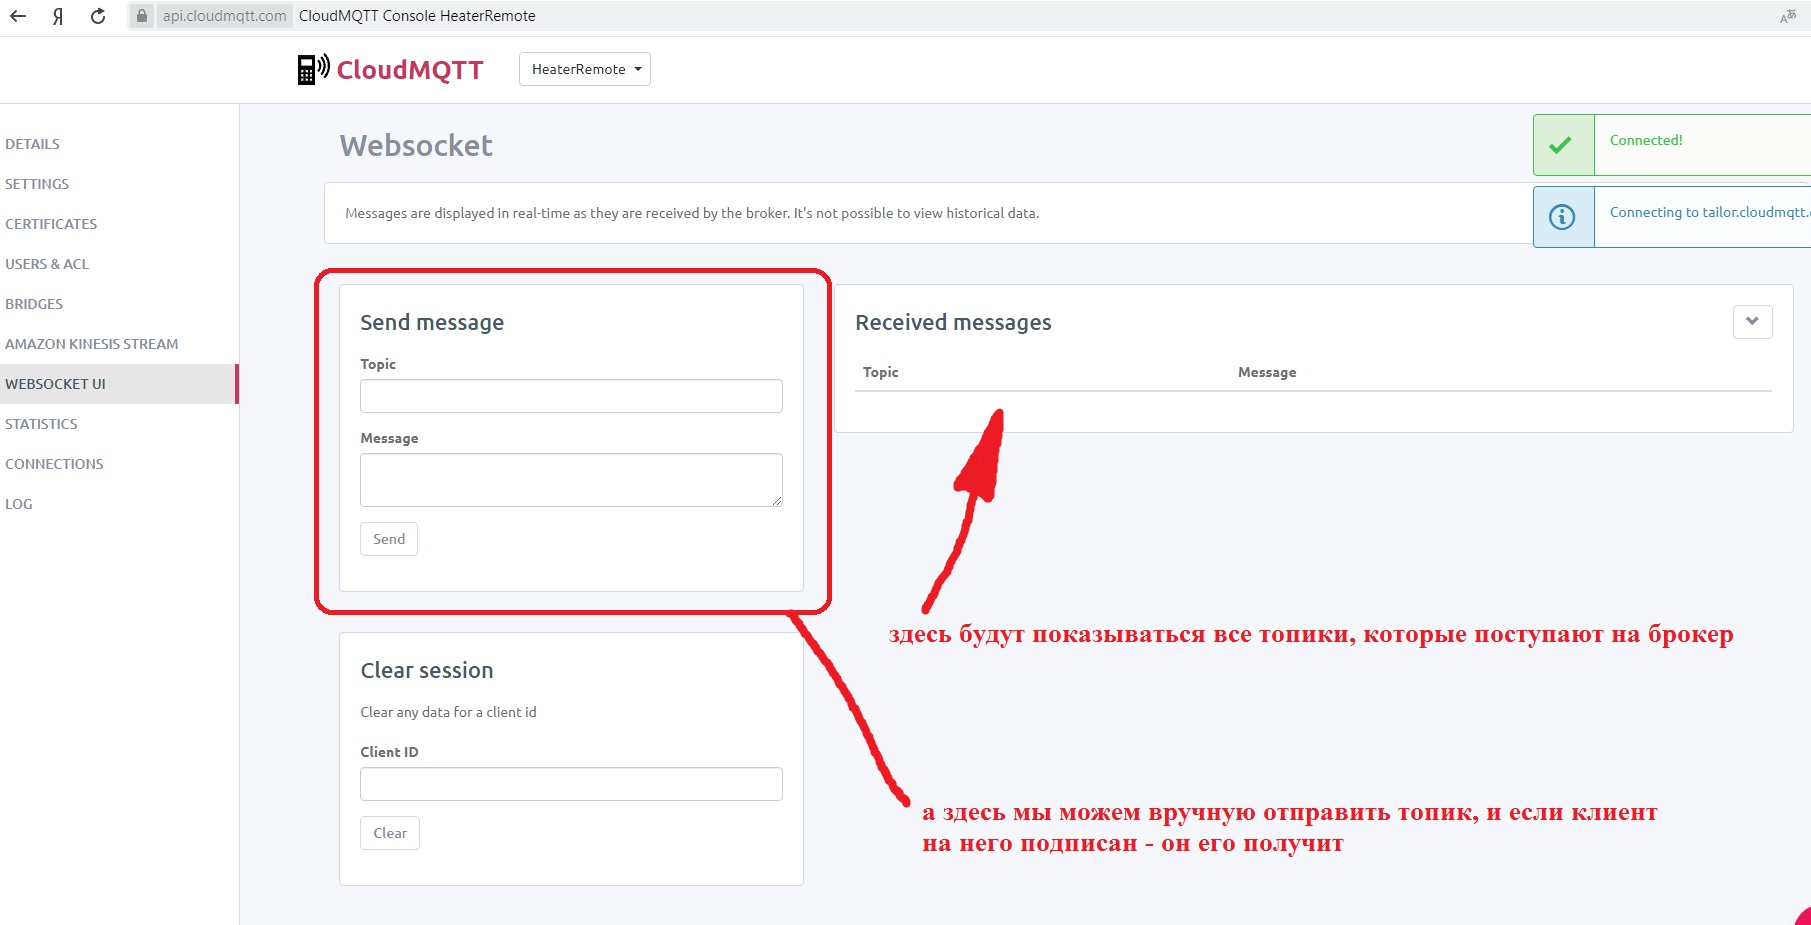 Я
api.cloudmqtt.com CloudMQTT Console HeaterRemote
CloudMQTT
HeaterRemote
DETAILS
SETTINGS
CERTIFICATES
USERS & ACL
BRIDGES
AMAZON KINESIS STREAM
WEBSOCKET UI
STATISTICS
CONNECTIONS
LOG
Websocket
Connected!
Messages are displayed in real-time as they are received by the broker. It's not possible to view historical data.
Connecting to tailor.cloudmqtt.
Send message
Topic
Message
Send
Received messages
Topic Message
здесь будут показываться все топики, которые поступают на брокер
Clear session
Clear any data for a client id
Client ID
Clear
а здесь мы можем вручную отправить топик, и если клиент
на него подписан - он его получит